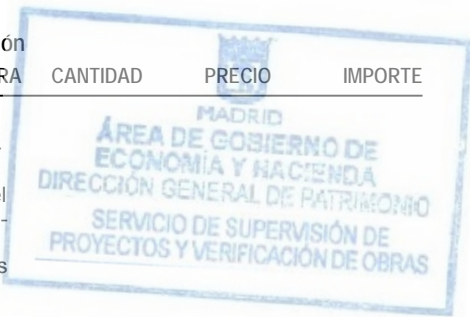 ón
RA CANTIDAD PRECIO IMPORTE
MADRID
ÁREA DE GOBIERNO DE
ECONOMÍA Y HACIENDA
DIRECCIÓN GENERAL DE PATRIMONIO
SERVICIO DE SUPERVISIÓN DE
PROYECTOS Y VERIFICACIÓN DE OBRAS